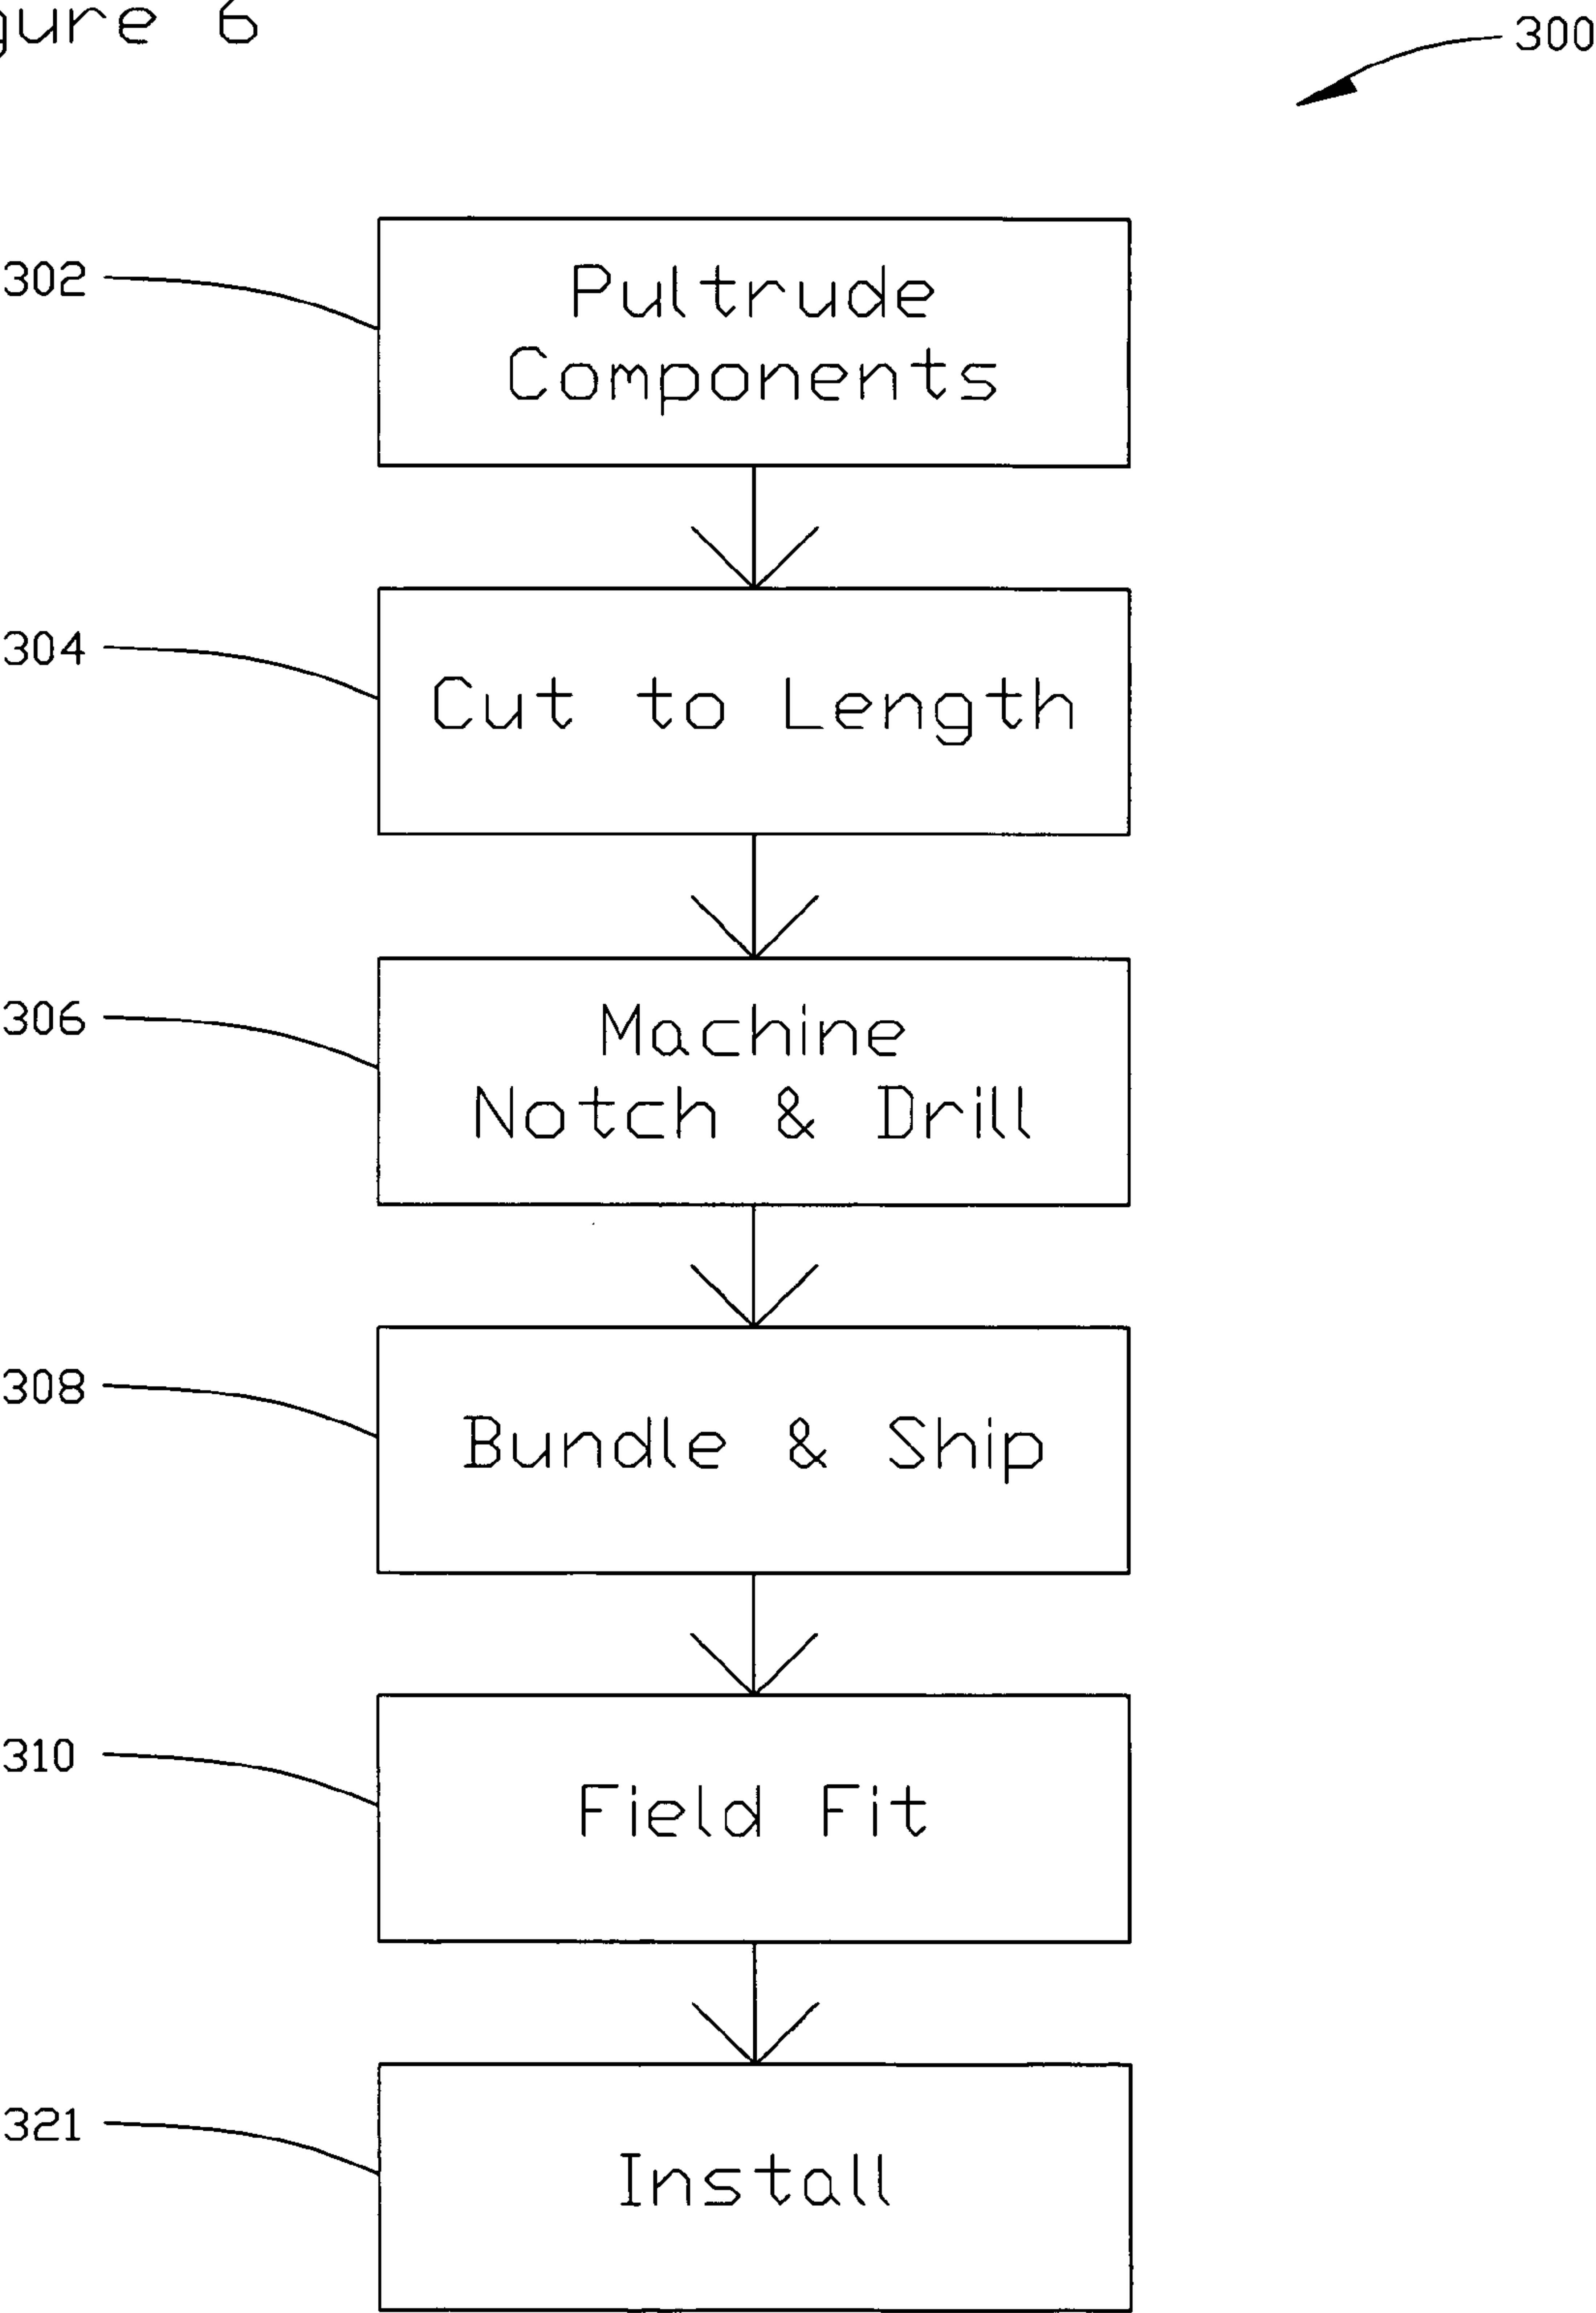 gure 6
300
302
Pultrude
Components
304
Cut to Length
306
Machine
Notch & Drill
308
Bundle & Ship
310
Field Fit
321
Install